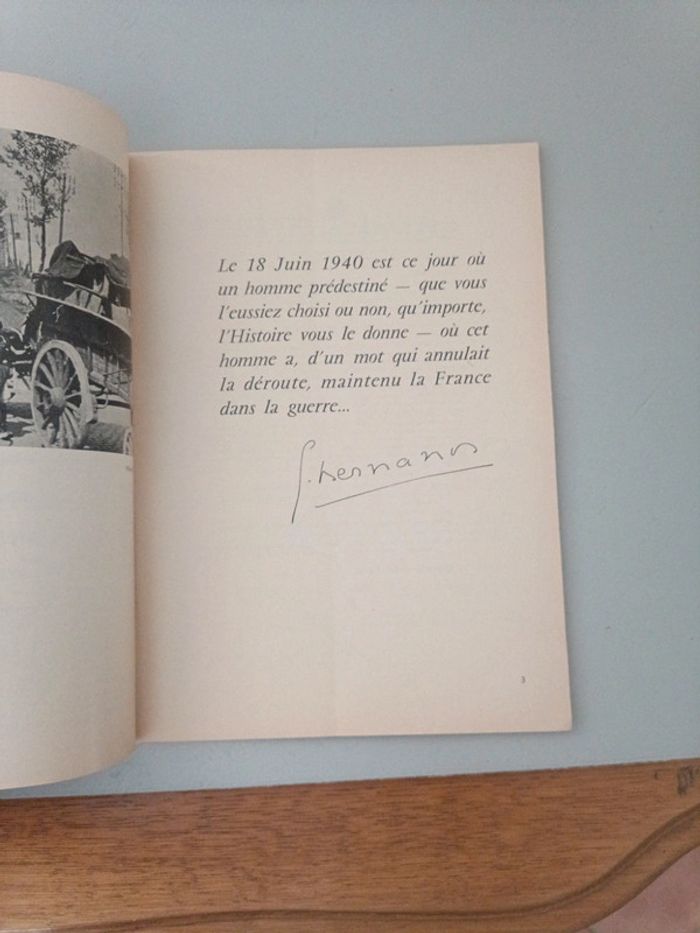 Le 18 Juin 1940 est ce jour où
un homme prédestiné — que vous
l'eussiez choisi ou non, qu'importe,
l'Histoire vous le donne — où cet
homme a, d'un mot qui annulait
la déroute, maintenu la France
dans la guerre...
G. Bernanos
3